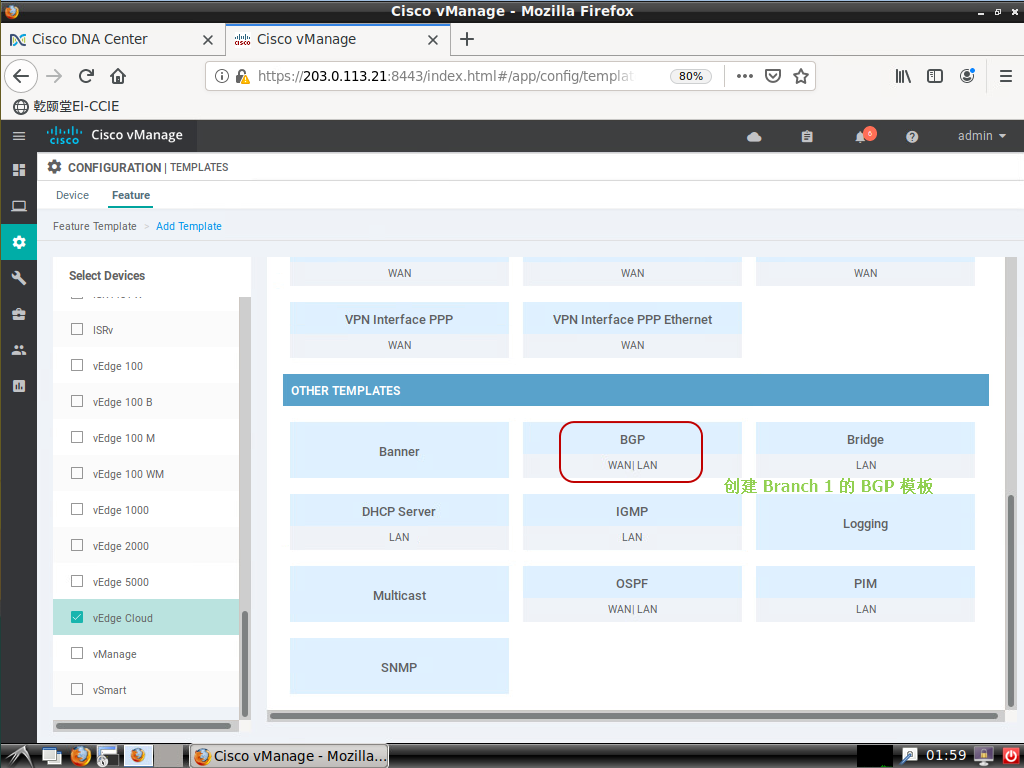 Cisco vManage - Mozilla Firefox
Cisco DNA Center
Cisco vManage
https://203.0.113.21:8443/index.html#/app/config/templat
80%
乾颐堂EI-CCIE
cisco
Cisco vManage
6
admin
CONFIGURATION | TEMPLATES
Device
Feature
Feature Template > Add Template
Select Devices
ISRv
vEdge 100
vEdge 100 B
vEdge 100 M
vEdge 100 WM
vEdge 1000
vEdge 2000
vEdge 5000
vEdge Cloud
vManage
vSmart
WAN
WAN
WAN
VPN Interface PPP
WAN
VPN Interface PPP Ethernet
WAN
OTHER TEMPLATES
Banner
BGP
WAN| LAN
Bridge
LAN
创建 Branch 1 的 BGP 模板
DHCP Server
LAN
IGMP
LAN
Logging
Multicast
OSPF
WAN| LAN
PIM
LAN
SNMP
Cisco vManage - Mozilla...
01:59